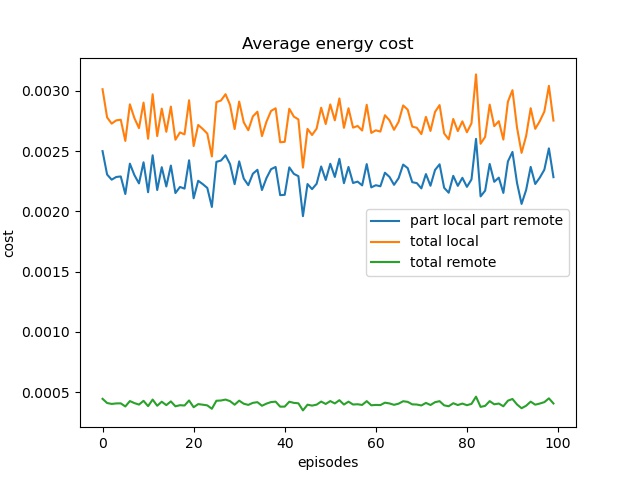 Average energy cost
cost
0.0030
0.0025
0.0020
0.0015
0.0010
0.0005
part local part remote
total local
total remote
0 20 40 60 80 100
episodes